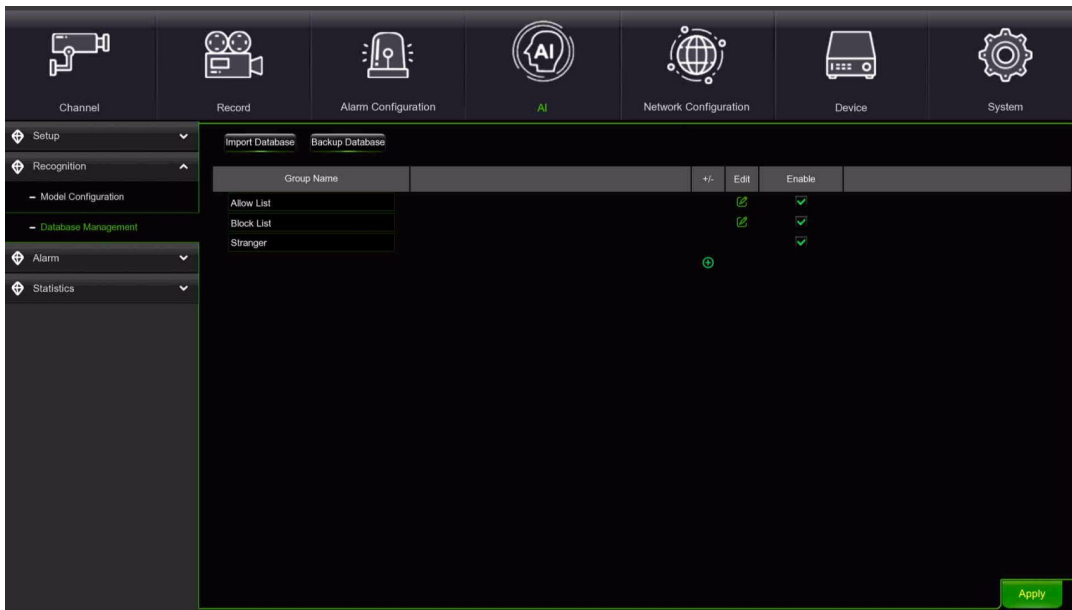 AI
Channel Record Alarm Configuration AI Network Configuration Device System
Setup
Import Database Backup Database
Recognition
Group Name +/- Edit Enable
Model Configuration
Allow List
Block List
Database Management
Stranger
Alarm
Statistics
Apply